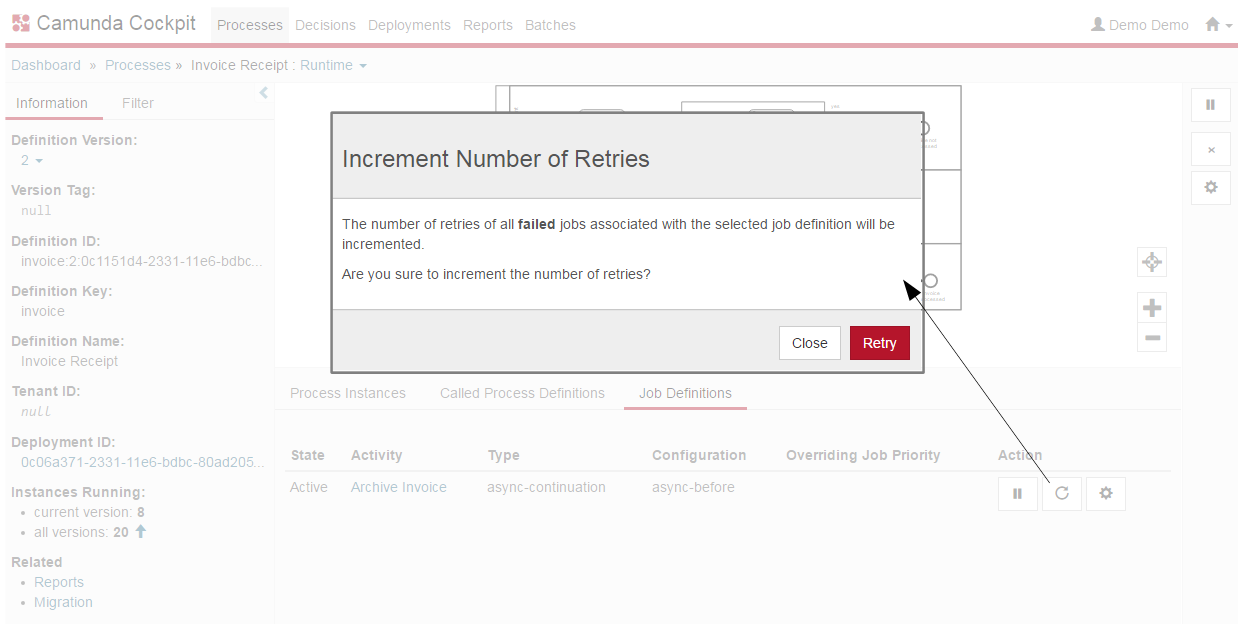 Camunda Cockpit Processes Decisions Deployments Reports Batches Demo Demo
Dashboard » Processes » Invoice Receipt : Runtime
Information Filter
Definition Version:
2
Version Tag:
null
Definition ID:
invoice:2:0c1151d4-2331-11e6-bdbc...
Definition Key:
invoice
Definition Name:
Invoice Receipt
Tenant ID:
null
Deployment ID:
0c06a371-2331-11e6-bdbc-80ad205...
Instances Running:
• current version: 8
• all versions: 20
Related
• Reports
• Migration
yes
Increment Number of Retries
The number of retries of all failed jobs associated with the selected job definition will be
incremented.
Are you sure to increment the number of retries?
Close Retry
Process Instances Called Process Definitions Job Definitions
State Activity Type Configuration Overriding Job Priority Action
Active Archive Invoice async-continuation async-before